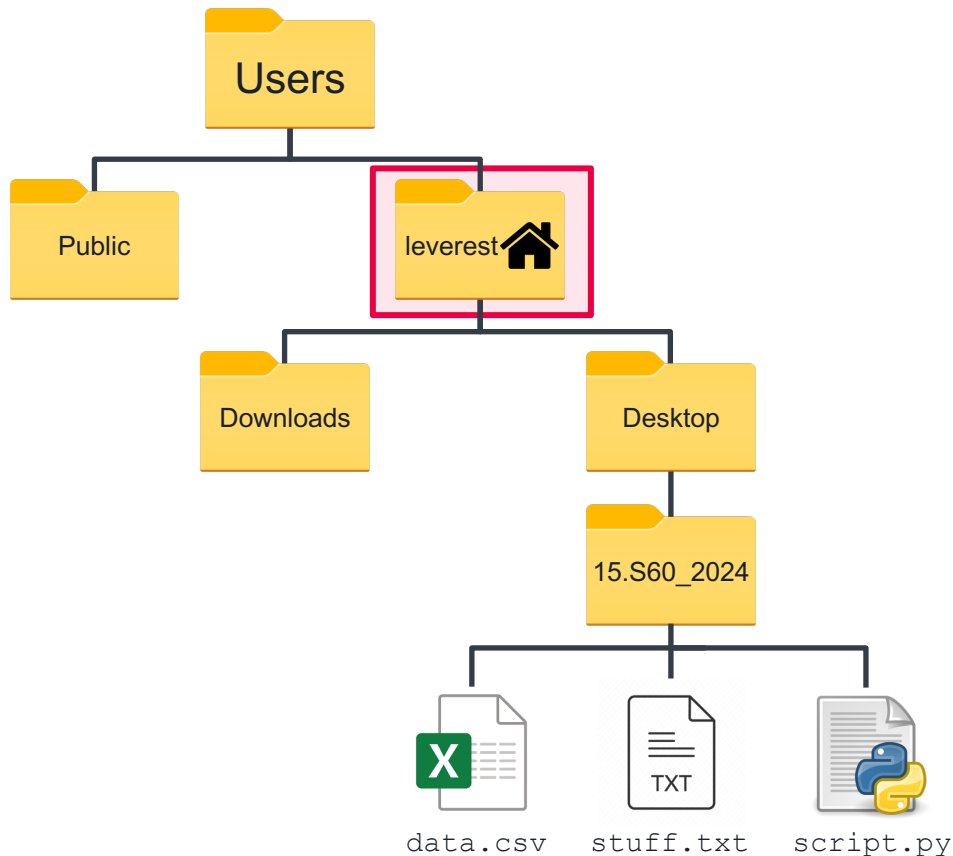 Users
Public
leverest
Downloads
Desktop
15.S60_2024
X
TXT
data.csv
stuff.txt
script.py